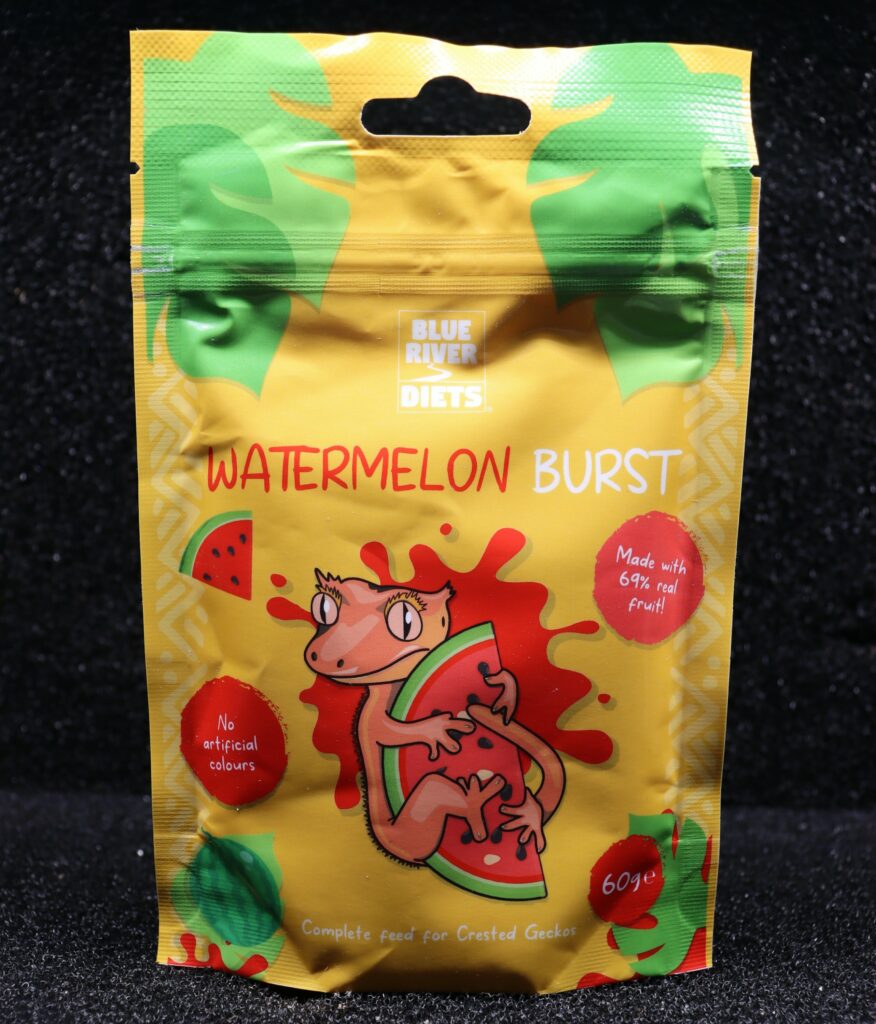 BLUE
RIVER
DIETS
WATERMELON BURST
Made with
69% real
fruit!
No
artificial
colours
60g℮
Complete feed for Crested Geckos